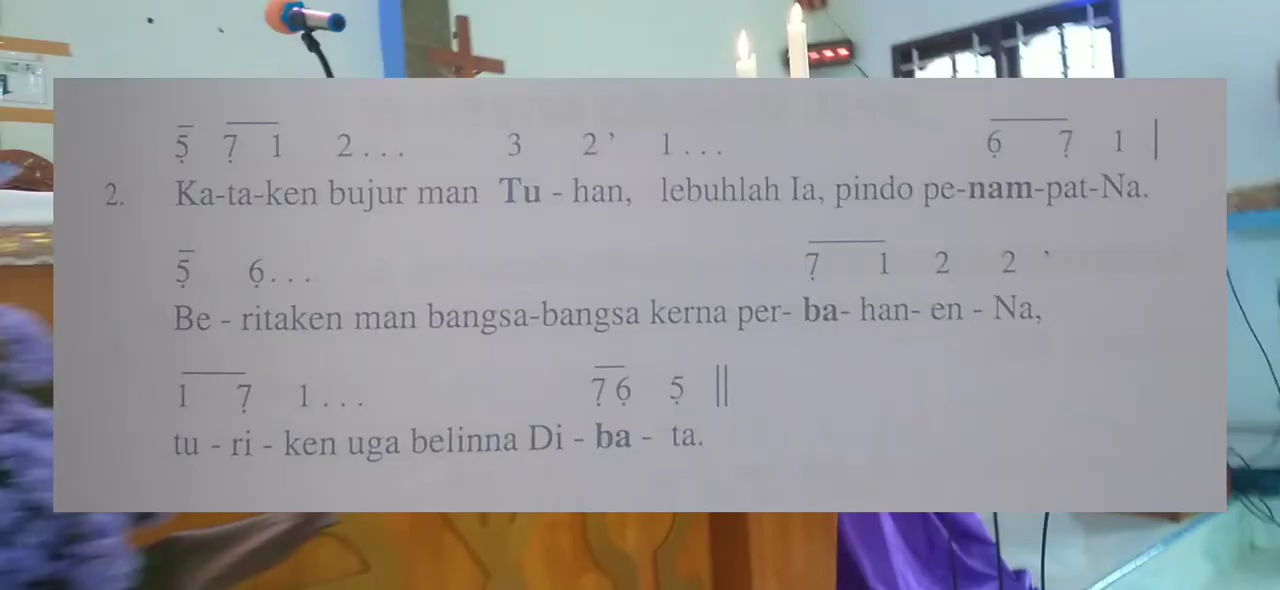 5̣ 7̣ 1 2... 3 2 ’ 1... 6̣ 7̣ 1 |
2. Ka-ta-ken bujur man Tu - han, lebuhlah Ia, pindo pe-nam-pat-Na.
5̣ 6̣... 7̣ 1 2 2 ’
Be - ritaken man bangsa-bangsa kerna per- ba- han- en - Na,
1 7̣ 1... 7̣ 6̣ 5̣ ||
tu - ri - ken uga belinna Di - ba - ta.